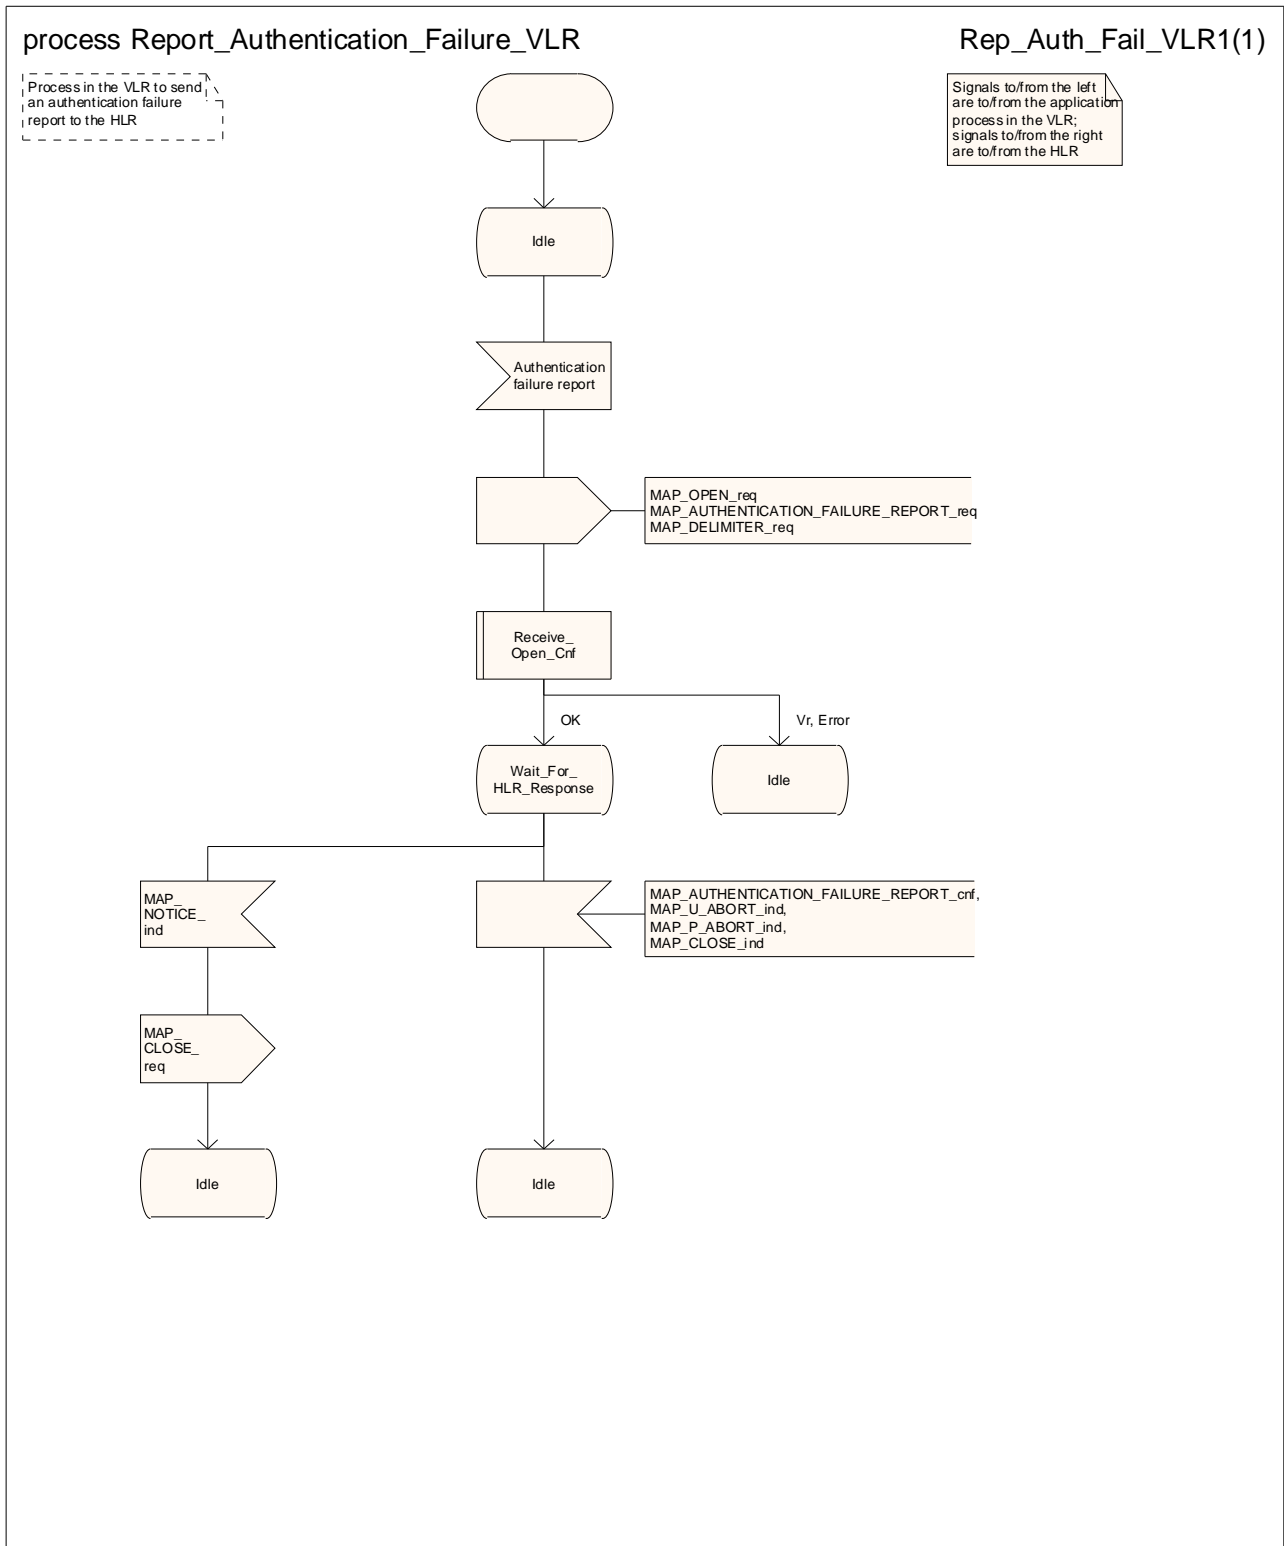 process Report_Authentication_Failure_VLR
Rep_Auth_Fail_VLR1(1)
Process in the VLR to send
an authentication failure
report to the HLR
Signals to/from the left
are to/from the application
process in the VLR;
signals to/from the right
are to/from the HLR
Idle
Authentication
failure report
MAP_OPEN_req
MAP_AUTHENTICATION_FAILURE_REPORT_req
MAP_DELIMITER_req
Receive_
Open_Cnf
OK
Vr, Error
Wait_For_
HLR_Response
Idle
MAP_
NOTICE_
ind
MAP_AUTHENTICATION_FAILURE_REPORT_cnf,
MAP_U_ABORT_ind,
MAP_P_ABORT_ind,
MAP_CLOSE_ind
MAP_
CLOSE_
req
Idle
Idle